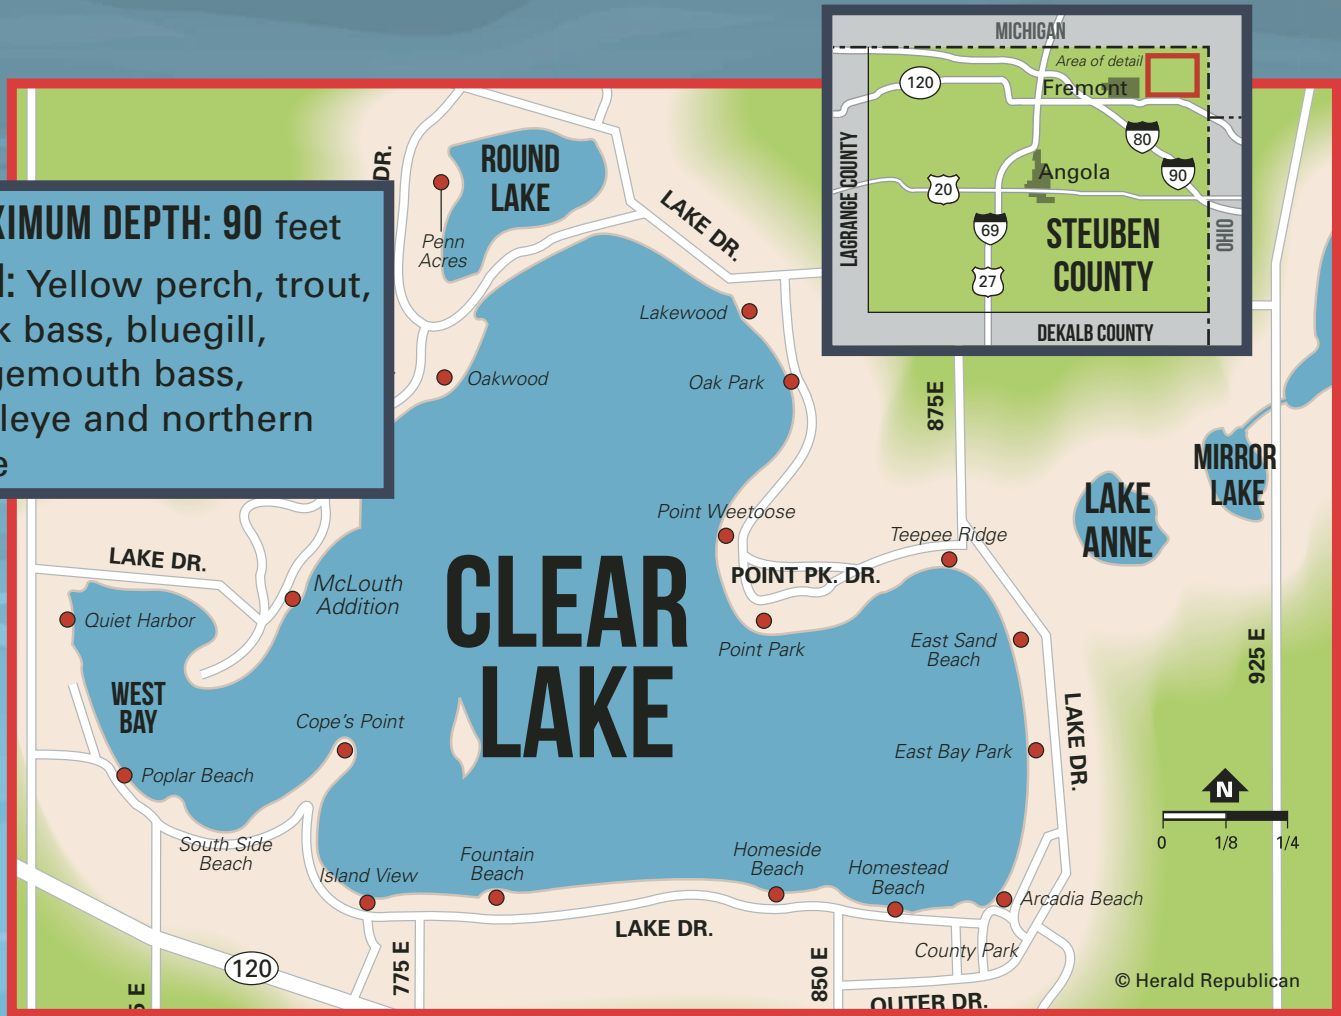 MICHIGAN
Area of detail
120
Fremont
80
LAGRANGE COUNTY
Angola
90
20
69
STEUBEN
COUNTY
OHIO
27
DEKALB COUNTY
DR.
ROUND
LAKE
Penn
Acres
LAKE DR.
DEPTH: 90 feet
Yellow perch, trout,
bass, bluegill,
bass,
and northern
Lakewood
Oakwood
Oak Park
875E
MIRROR
LAKE
LAKE
ANNE
Point Weetoose
Teepee Ridge
LAKE DR.
McLouth
Addition
POINT PK. DR.
CLEAR
LAKE
Quiet Harbor
Point Park
East Sand
Beach
925 E
WEST
BAY
Cope's Point
LAKE DR.
East Bay Park
Poplar Beach
N
0 1/8 1/4
South Side
Beach
Island View
Fountain
Beach
Homeside
Beach
Homestead
Beach
Arcadia Beach
LAKE DR.
County Park
120
775 E
850 E
E
© Herald Republican
OUTER DR.